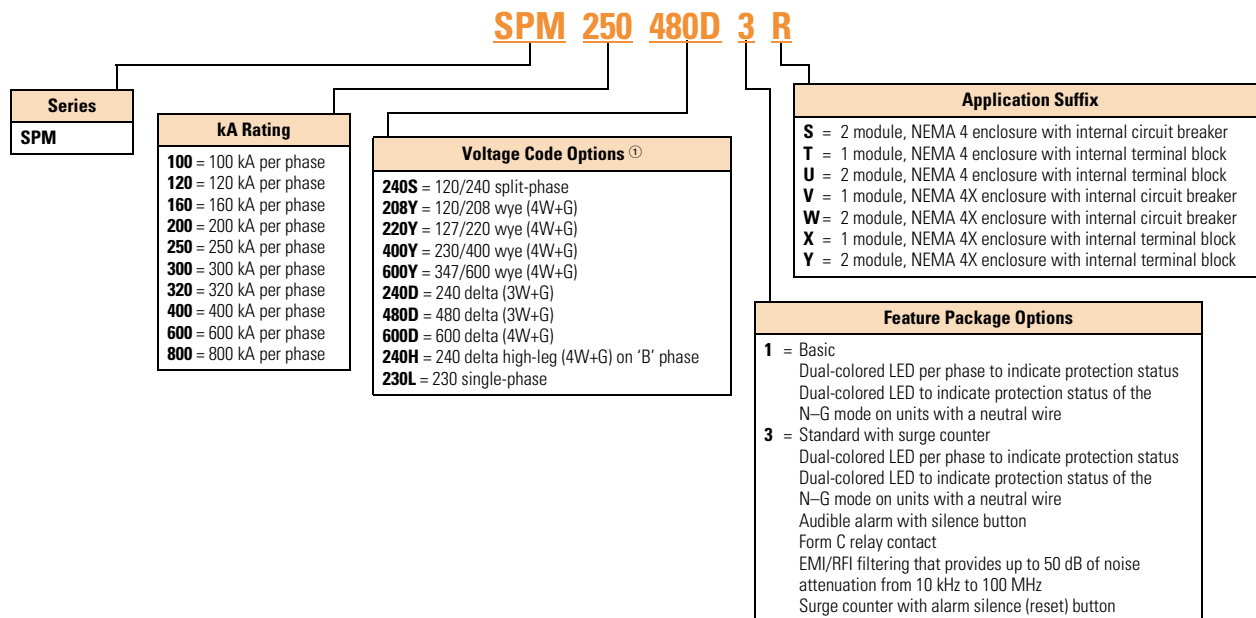 SPM 250 480D 3 R
Series
SPM
kA Rating
100 = 100 kA per phase
120 = 120 kA per phase
160 = 160 kA per phase
200 = 200 kA per phase
250 = 250 kA per phase
300 = 300 kA per phase
320 = 320 kA per phase
400 = 400 kA per phase
600 = 600 kA per phase
800 = 800 kA per phase
Voltage Code Options ①
240S = 120/240 split-phase
208Y = 120/208 wye (4W+G)
220Y = 127/220 wye (4W+G)
400Y = 230/400 wye (4W+G)
600Y = 347/600 wye (4W+G)
240D = 240 delta (3W+G)
480D = 480 delta (3W+G)
600D = 600 delta (4W+G)
240H = 240 delta high-leg (4W+G) on ‘B’ phase
230L = 230 single-phase
Application Suffix
S = 2 module, NEMA 4 enclosure with internal circuit breaker
T = 1 module, NEMA 4 enclosure with internal terminal block
U = 2 module, NEMA 4 enclosure with internal terminal block
V = 1 module, NEMA 4X enclosure with internal circuit breaker
W = 2 module, NEMA 4X enclosure with internal circuit breaker
X = 1 module, NEMA 4X enclosure with internal terminal block
Y = 2 module, NEMA 4X enclosure with internal terminal block
Feature Package Options
1 = Basic
Dual-colored LED per phase to indicate protection status
Dual-colored LED to indicate protection status of the
N–G mode on units with a neutral wire
3 = Standard with surge counter
Dual-colored LED per phase to indicate protection status
Dual-colored LED to indicate protection status of the
N–G mode on units with a neutral wire
Audible alarm with silence button
Form C relay contact
EMI/RFI filtering that provides up to 50 dB of noise
attenuation from 10 kHz to 100 MHz
Surge counter with alarm silence (reset) button